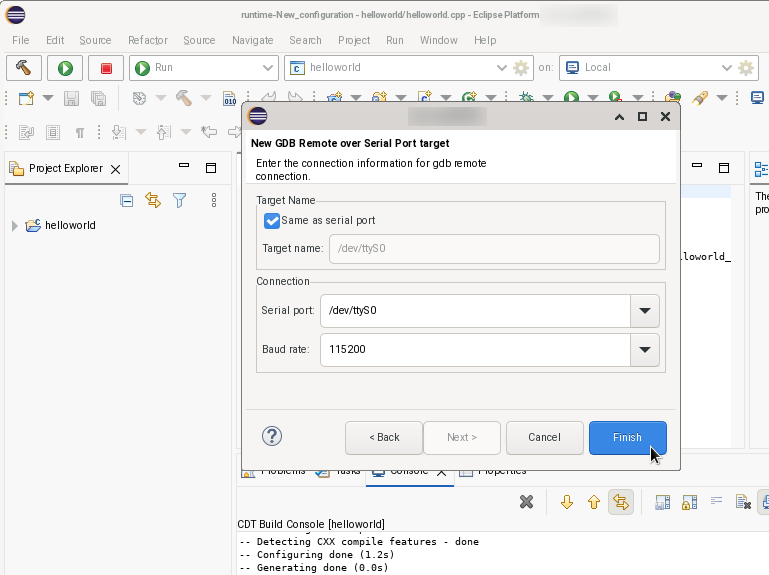 runtime-New_configuration - helloworld/helloworld.cpp - Eclipse Platform
File Edit Source Refactor Source Navigate Search Project Run Window Help
Run helloworld on: Local
010
Project Explorer
New GDB Remote over Serial Port target
Enter the connection information for gdb remote
connection.
The
pro
Target Name
Same as serial port
helloworld
Target name: /dev/ttyS0
loworld_
Connection
Serial port: /dev/ttyS0
Baud rate: 115200
< Back Next > Cancel Finish
Problems Tasks Console Properties
CDT Build Console [helloworld]
-- Detecting CXX compile features - done
-- Configuring done (1.2s)
-- Generating done (0.0s)